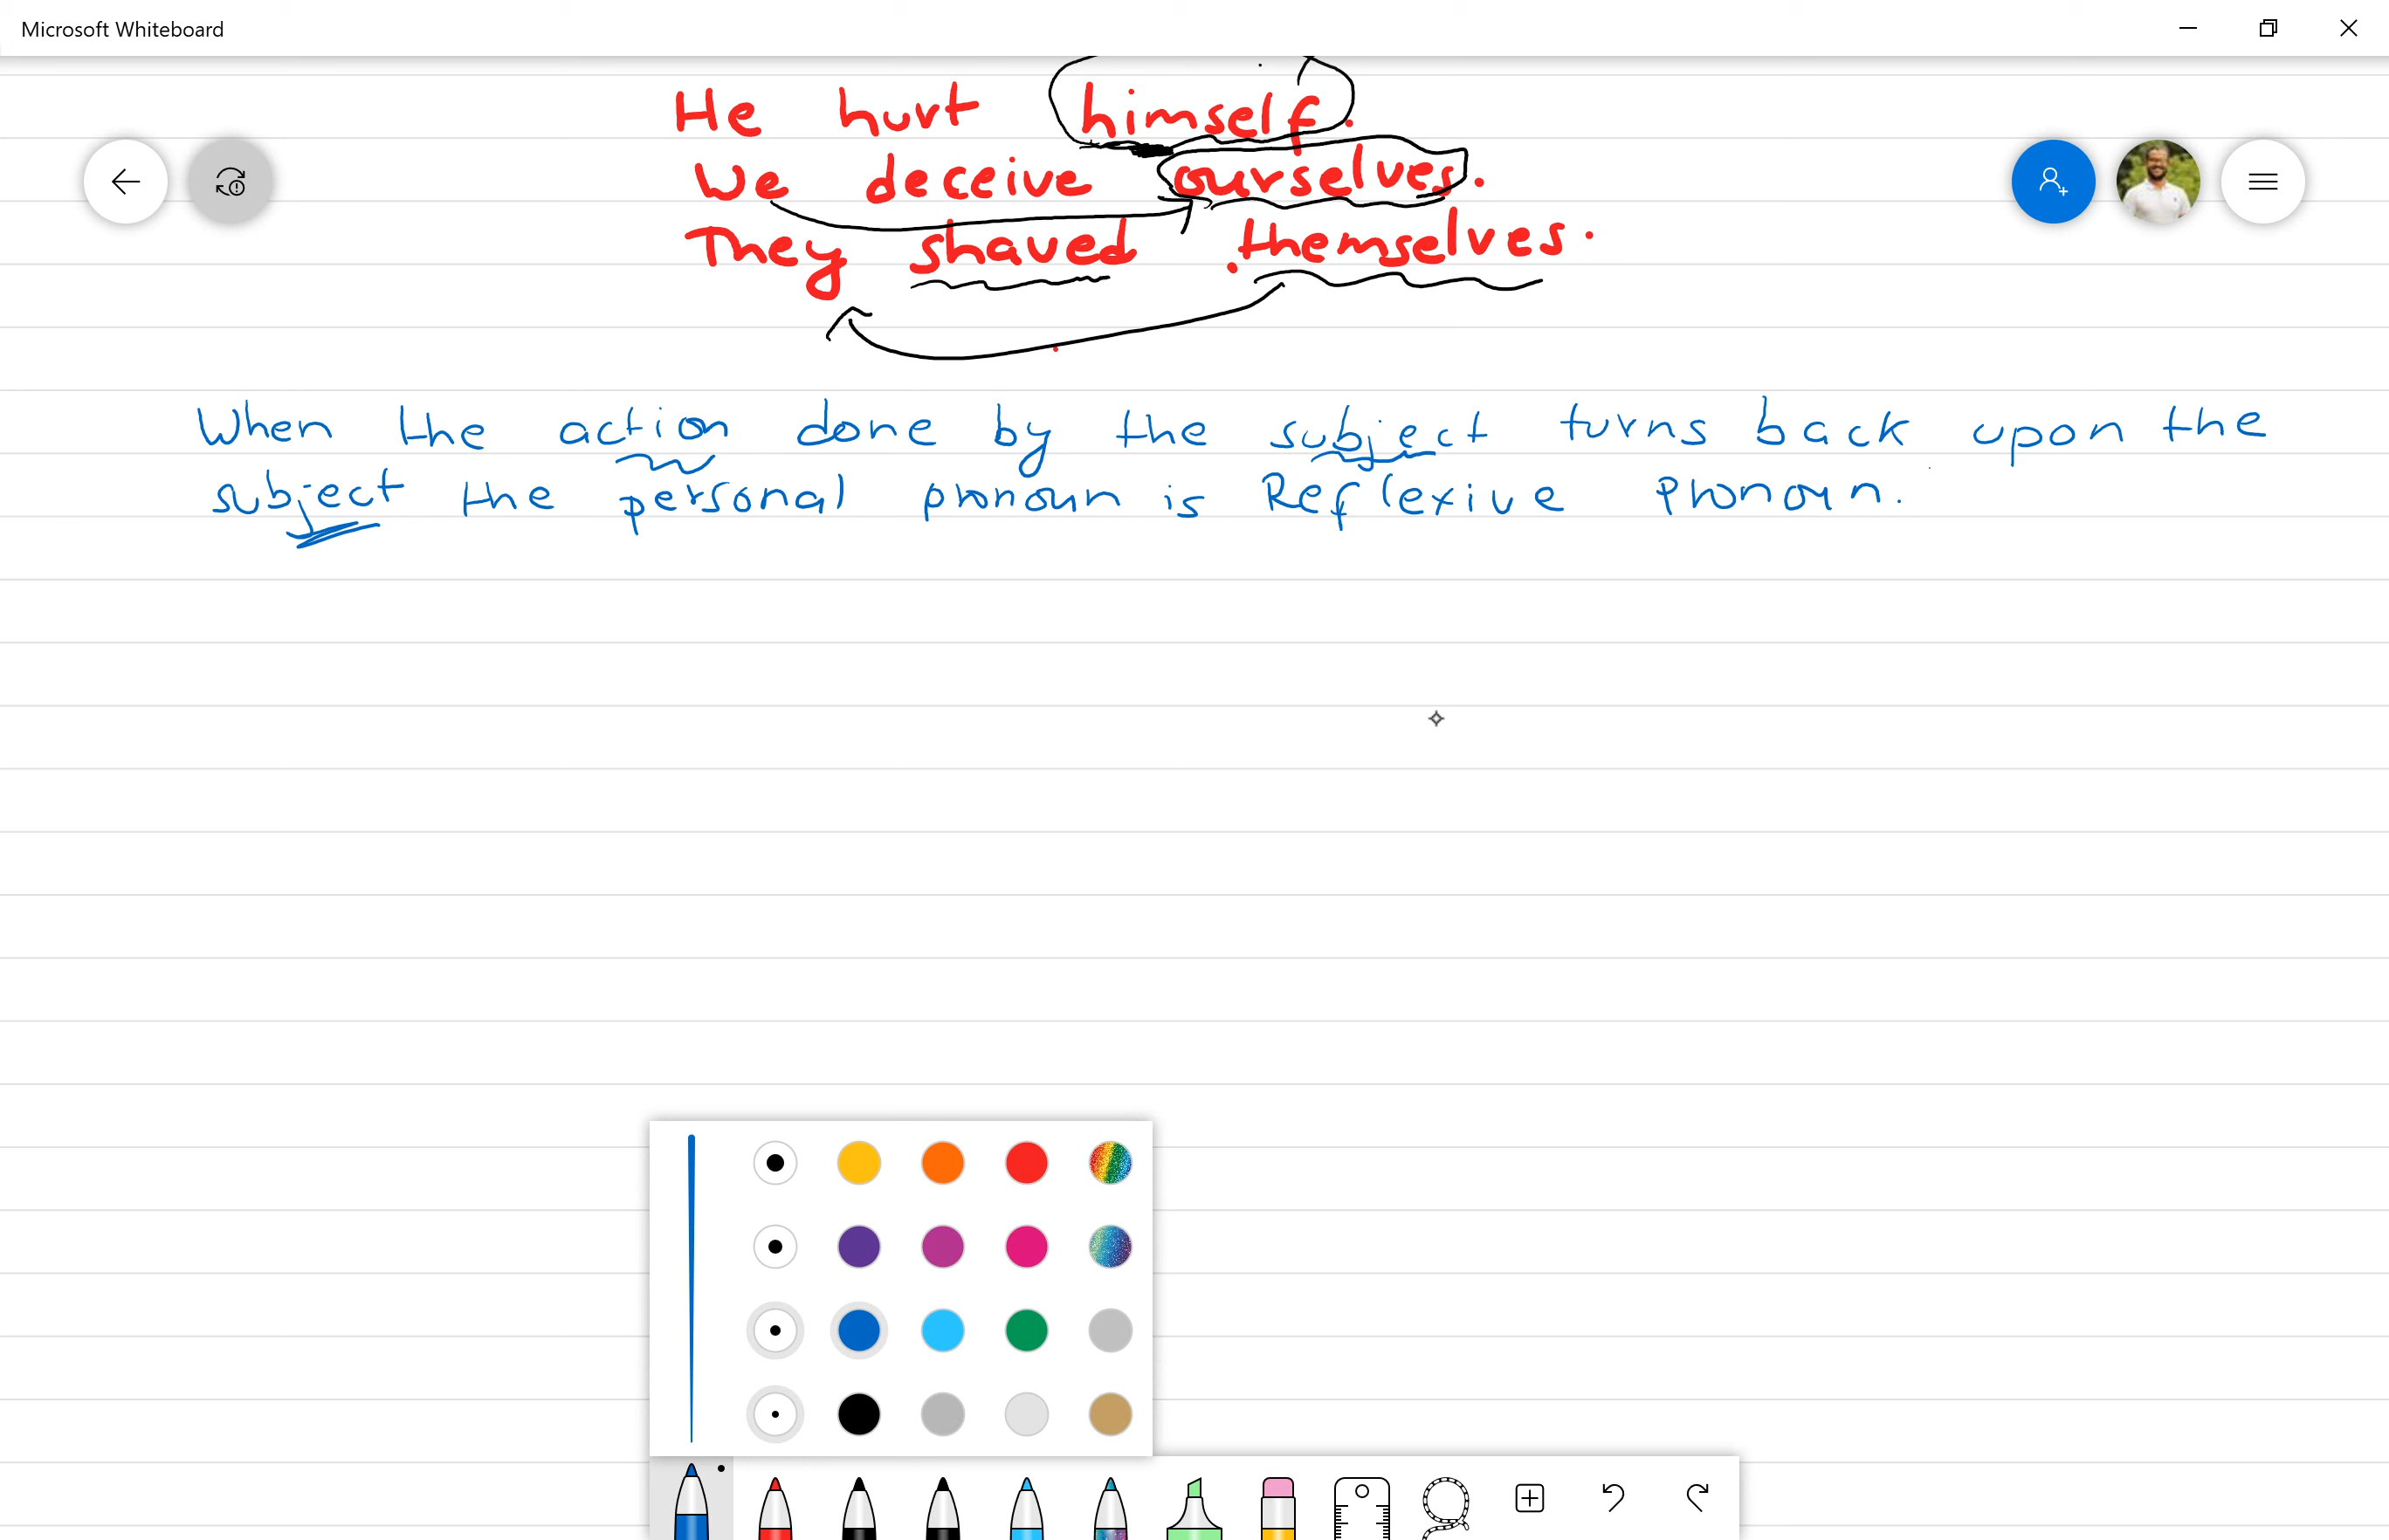 Microsoft Whiteboard
He hurt himself.
We deceive ourselves.
They shaved themselves.
When the action done by the subject turns back upon the
subject the personal pronoun is Reflexive Pronoun.